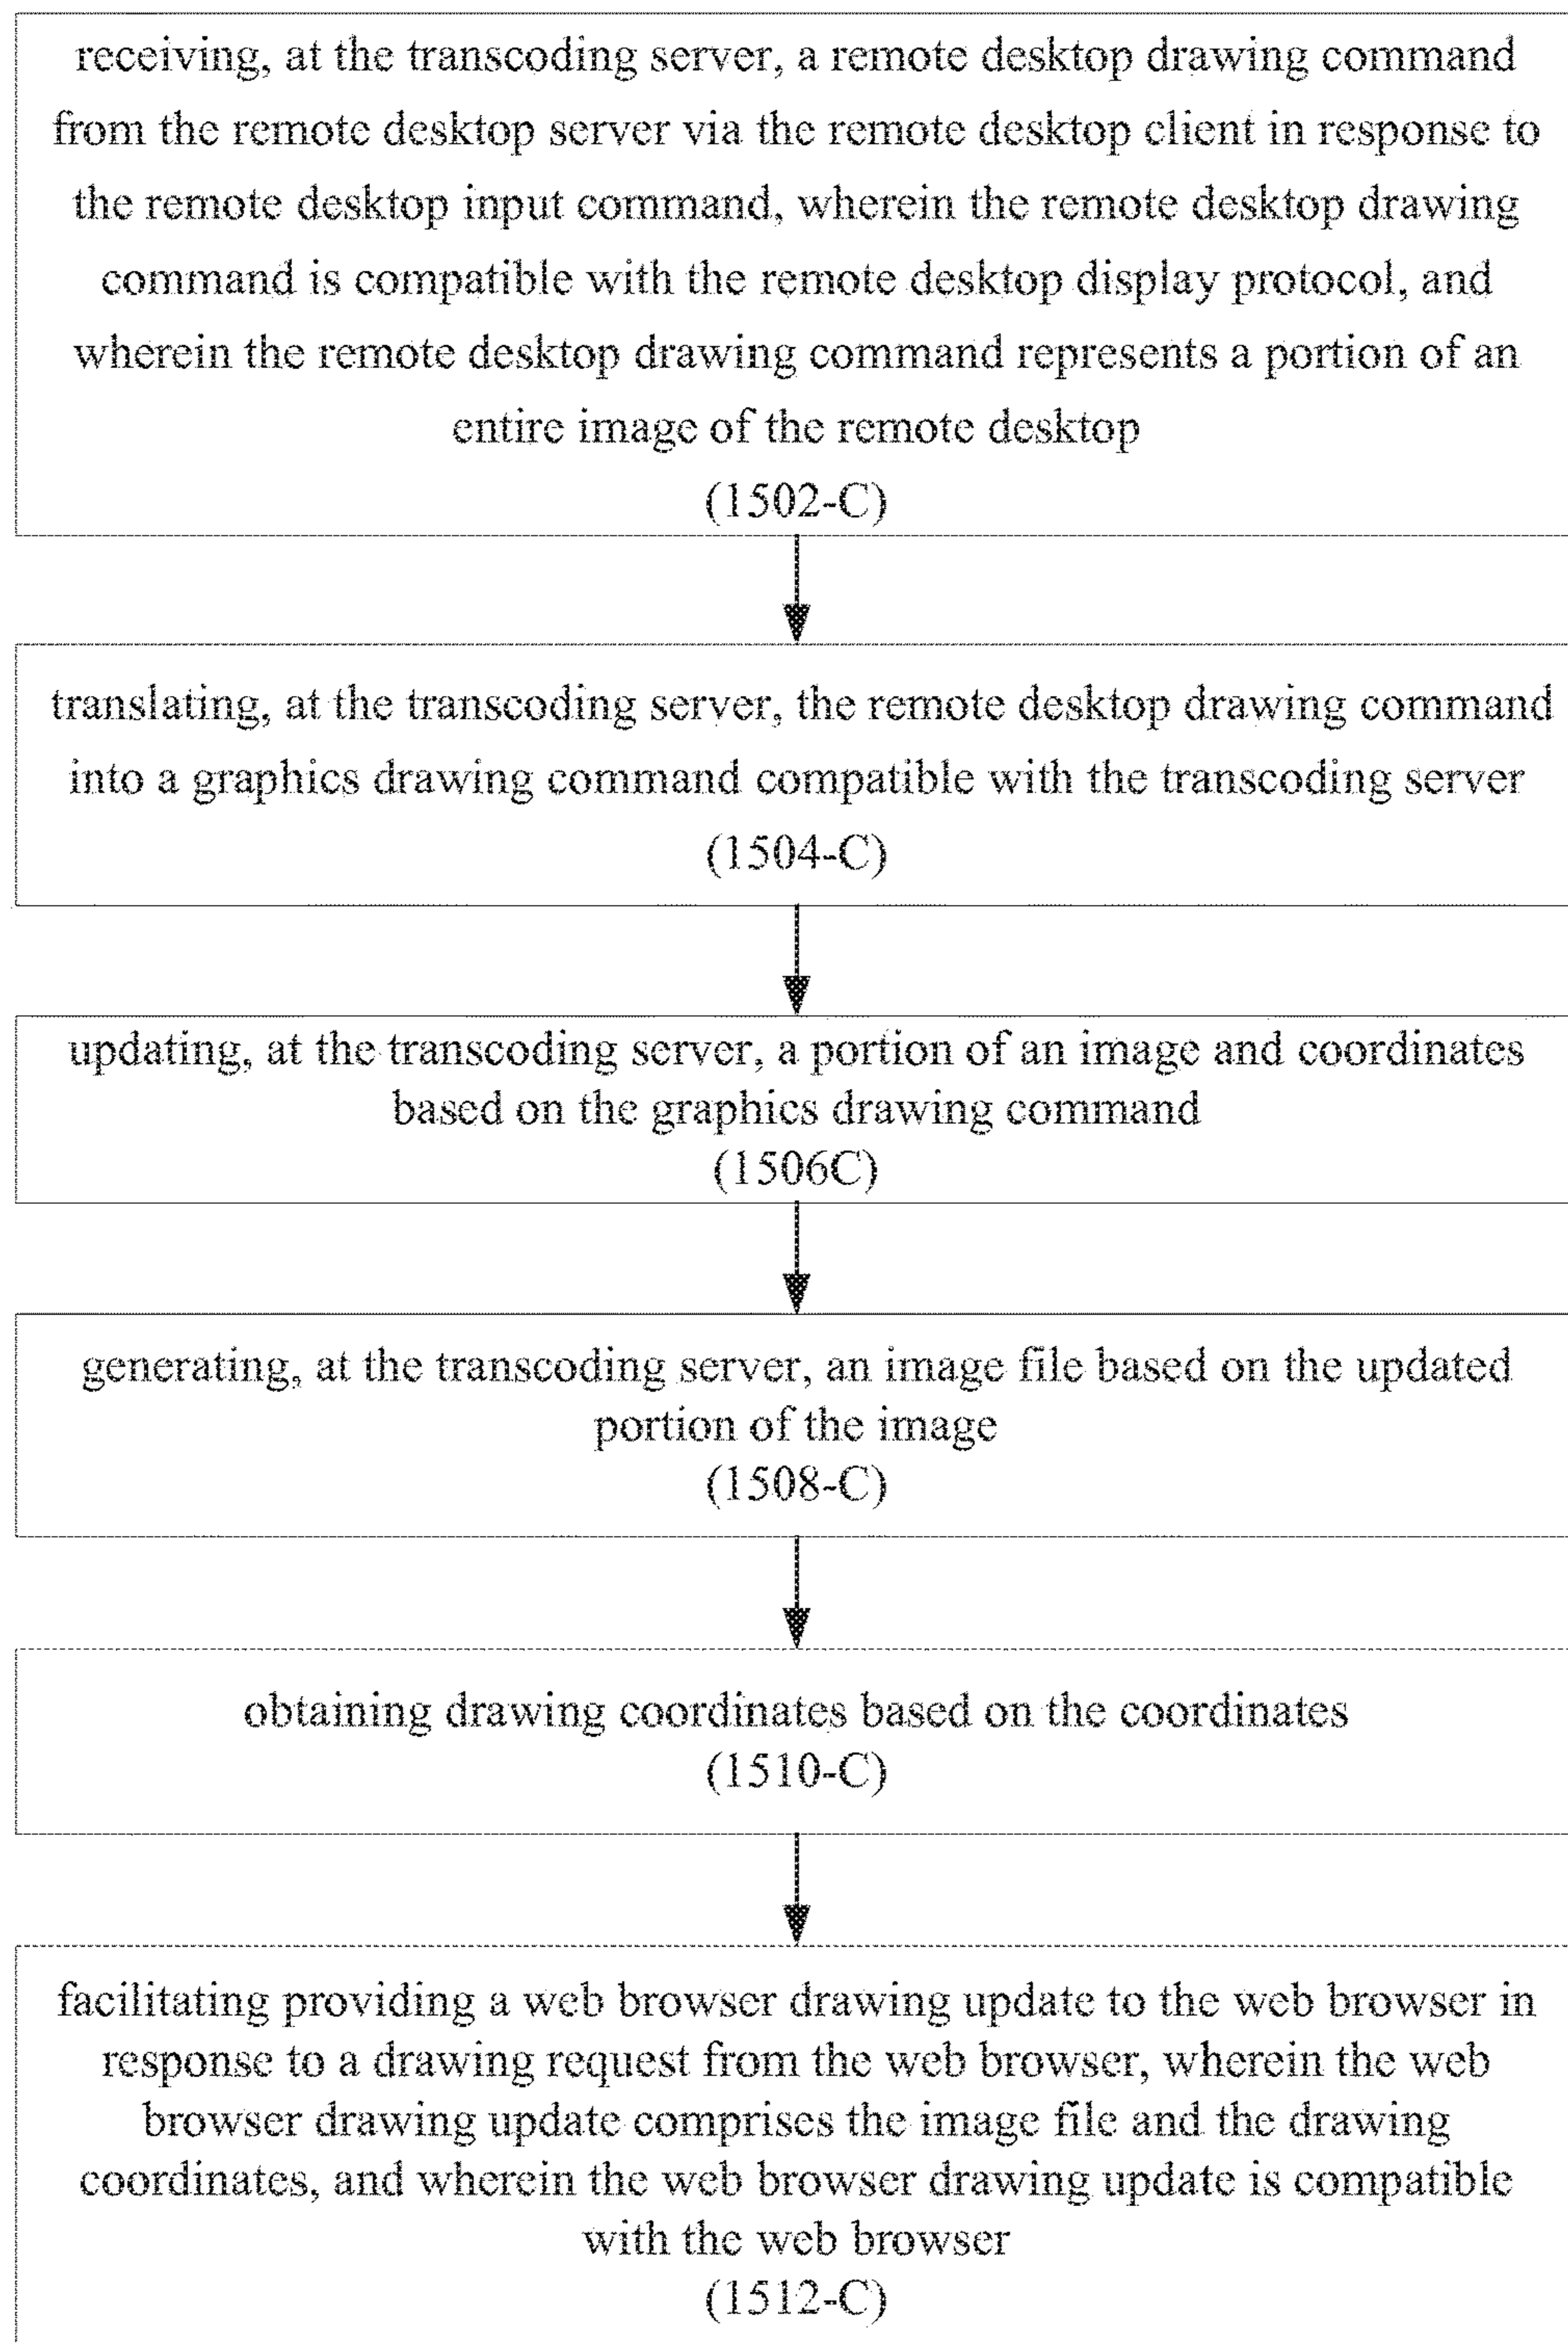 receiving, at the transcoding server, a remote desktop drawing command
from the remote desktop server via the remote desktop client in response to
the remote desktop input command, wherein the remote desktop drawing
command is compatible with the remote desktop display protocol, and
wherein the remote desktop drawing command represents a portion of an
entire image of the remote desktop
(1502-C)
translating, at the transcoding server, the remote desktop drawing command
into a graphics drawing command compatible with the transcoding server
(1504-C)
updating, at the transcoding server, a portion of an image and coordinates
based on the graphics drawing command
(1506C)
generating, at the transcoding server, an image file based on the updated
portion of the image
(1508-C)
obtaining drawing coordinates based on the coordinates
(1510-C)
facilitating providing a web browser drawing update to the web browser in
response to a drawing request from the web browser, wherein the web
browser drawing update comprises the image file and the drawing
coordinates, and wherein the web browser drawing update is compatible
with the web browser
(1512-C)